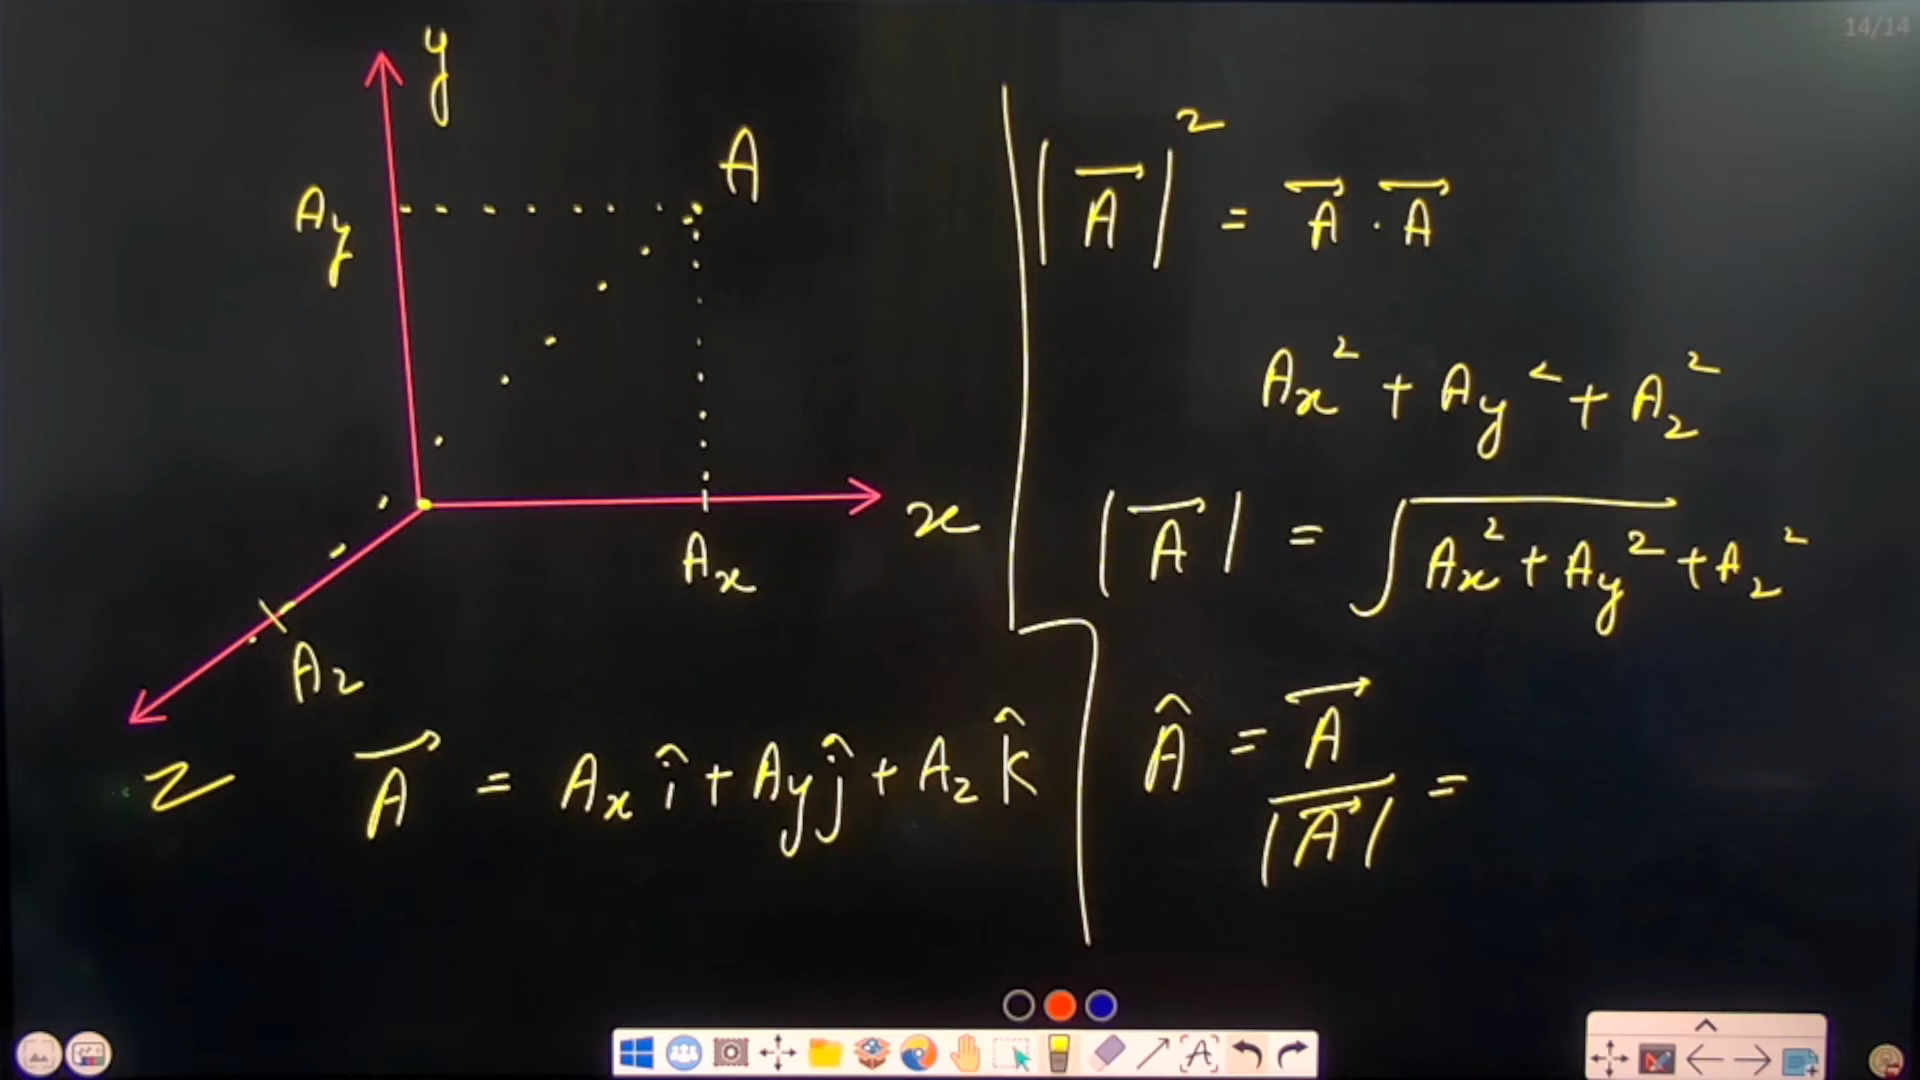 14/14
y
A
Ay
x
Ax
Az
z
A⃗ = Ax î + Ay ĵ + Az k̂
|A⃗|² = A⃗ · A⃗
Ax² + Ay² + Az²
|A⃗| = √Ax² + Ay² + Az²
Â = A⃗ / |A⃗| =